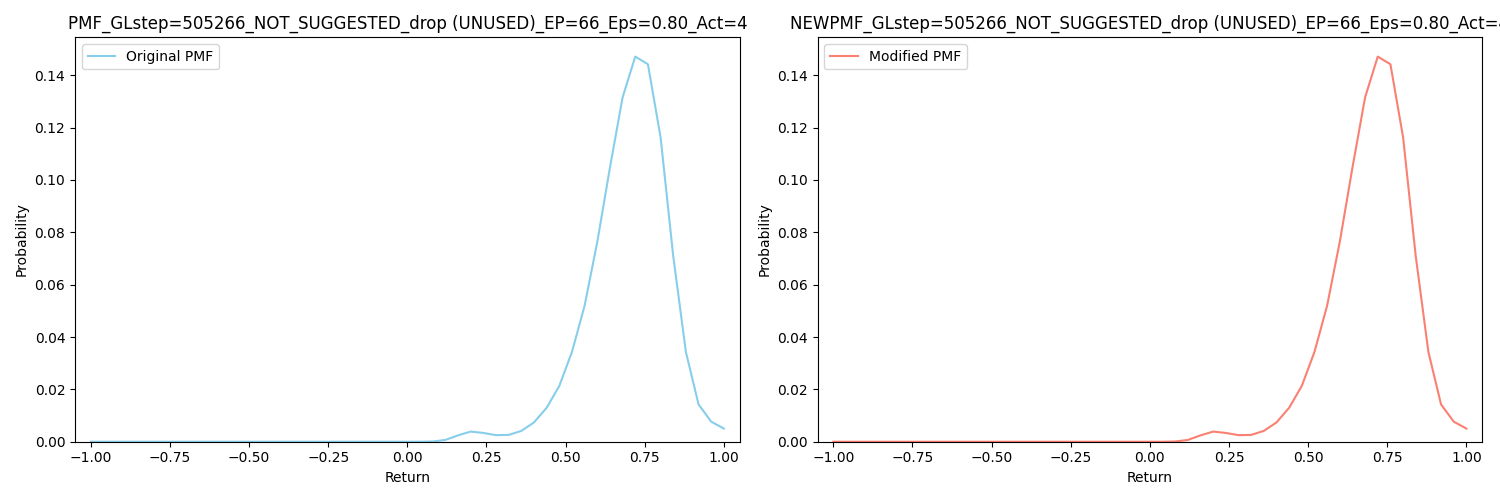 PMF_GLstep=505266_NOT_SUGGESTED_drop (UNUSED)_EP=66_Eps=0.80_Act=4
Original PMF
Probability
0.14
0.12
0.10
0.08
0.06
0.04
0.02
0.00
−1.00 −0.75 −0.50 −0.25 0.00 0.25 0.50 0.75 1.00
Return
NEWPMF_GLstep=505266_NOT_SUGGESTED_drop (UNUSED)_EP=66_Eps=0.80_Act=
Modified PMF
Probability
0.14
0.12
0.10
0.08
0.06
0.04
0.02
0.00
−1.00 −0.75 −0.50 −0.25 0.00 0.25 0.50 0.75 1.00
Return